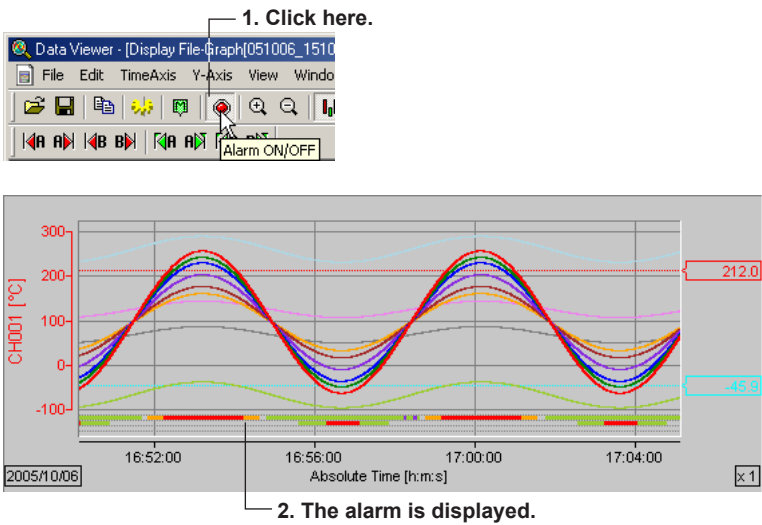 1. Click here.
Data Viewer - [Display File-Graph[051006_1510
File Edit TimeAxis Y-Axis View Windo
A A B B A A
Alarm ON/OFF
300
200
100
0
-100
CH001 [°C]
212.0
-45.9
16:52:00 16:56:00 17:00:00 17:04:00
2005/10/06 Absolute Time [h:m:s] x 1
2. The alarm is displayed.